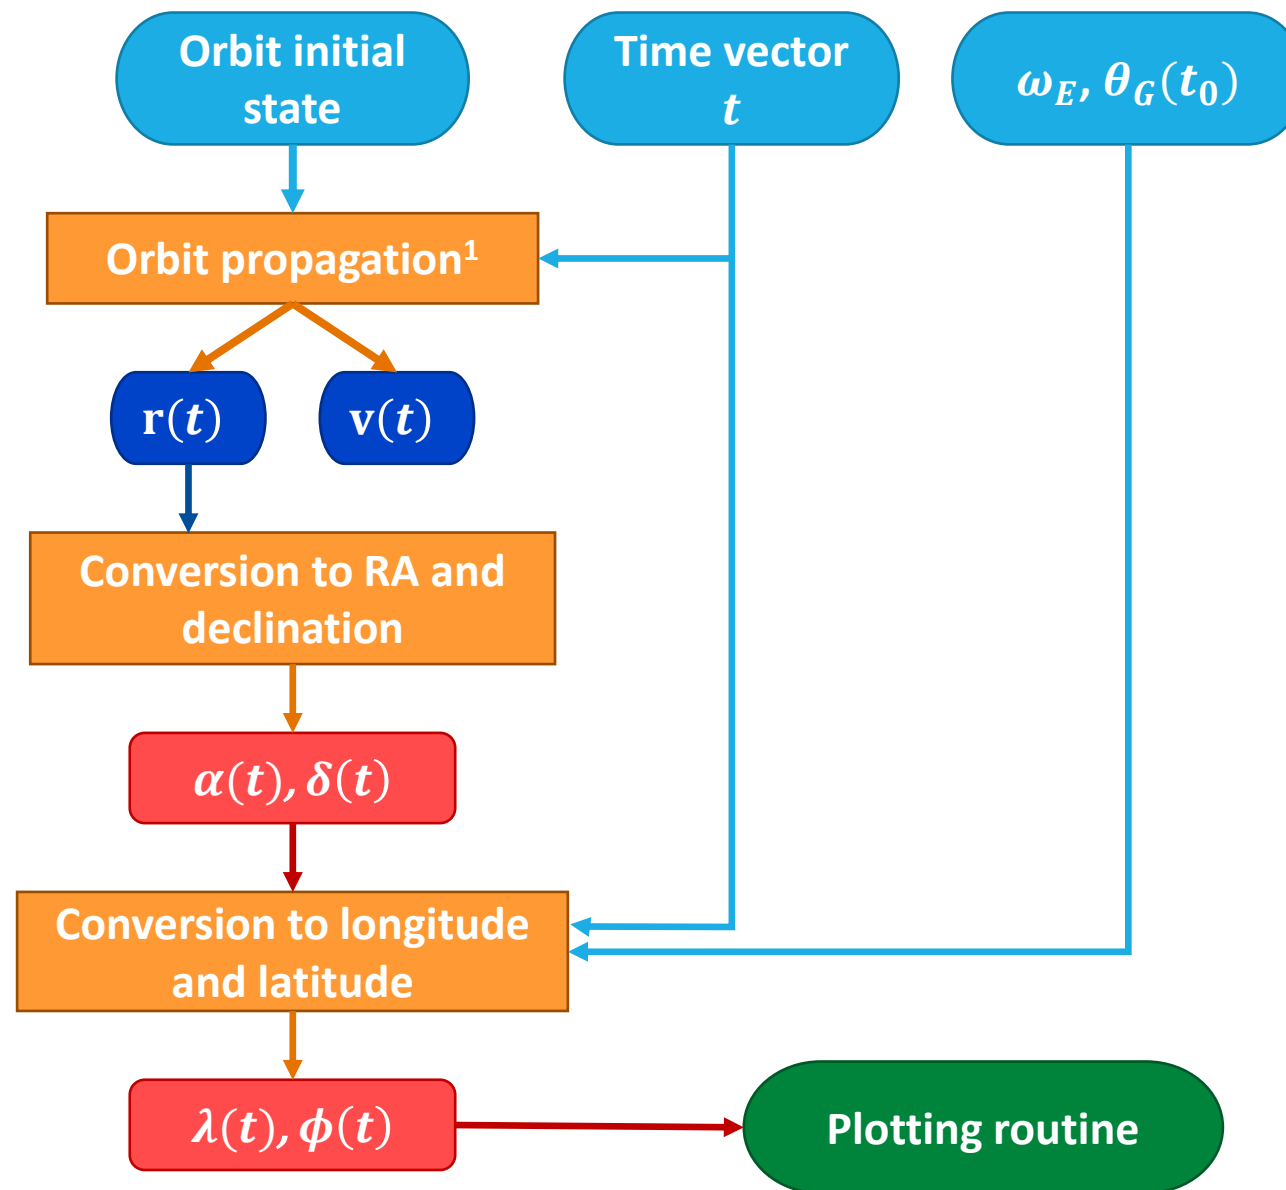 Orbit initial
state
Time vector
t
ω_E, θ_G(t_0)
Orbit propagation¹
r(t)
v(t)
Conversion to RA and
declination
α(t), δ(t)
Conversion to longitude
and latitude
λ(t), ϕ(t)
Plotting routine